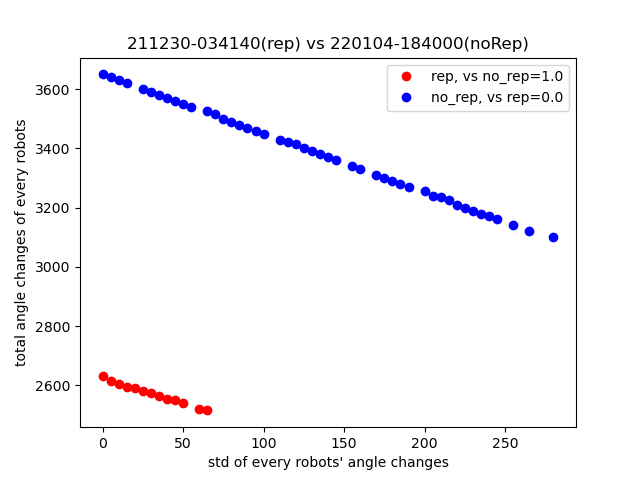 211230-034140(rep) vs 220104-184000(noRep)
rep, vs no_rep=1.0
no_rep, vs rep=0.0
total angle changes of every robots
3600
3400
3200
3000
2800
2600
0 50 100 150 200 250
std of every robots' angle changes